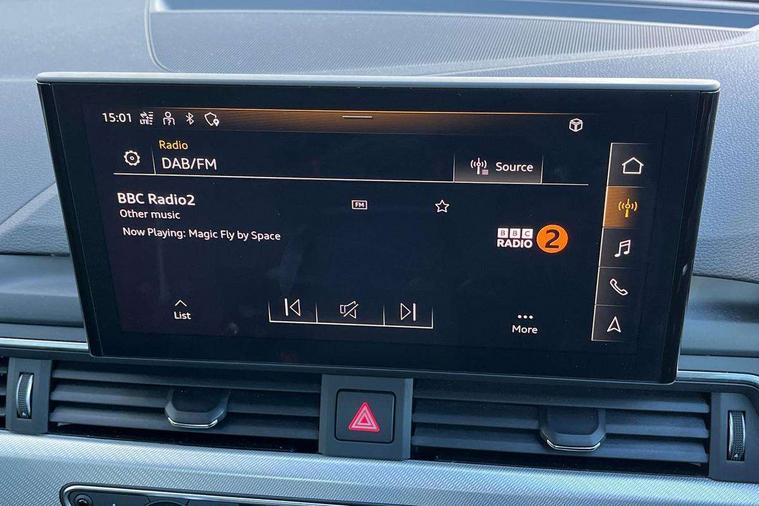 15:01
Radio
DAB/FM
Source
BBC Radio2
FM
Other music
Now Playing: Magic Fly by Space
BBC
RADIO 2
List
More